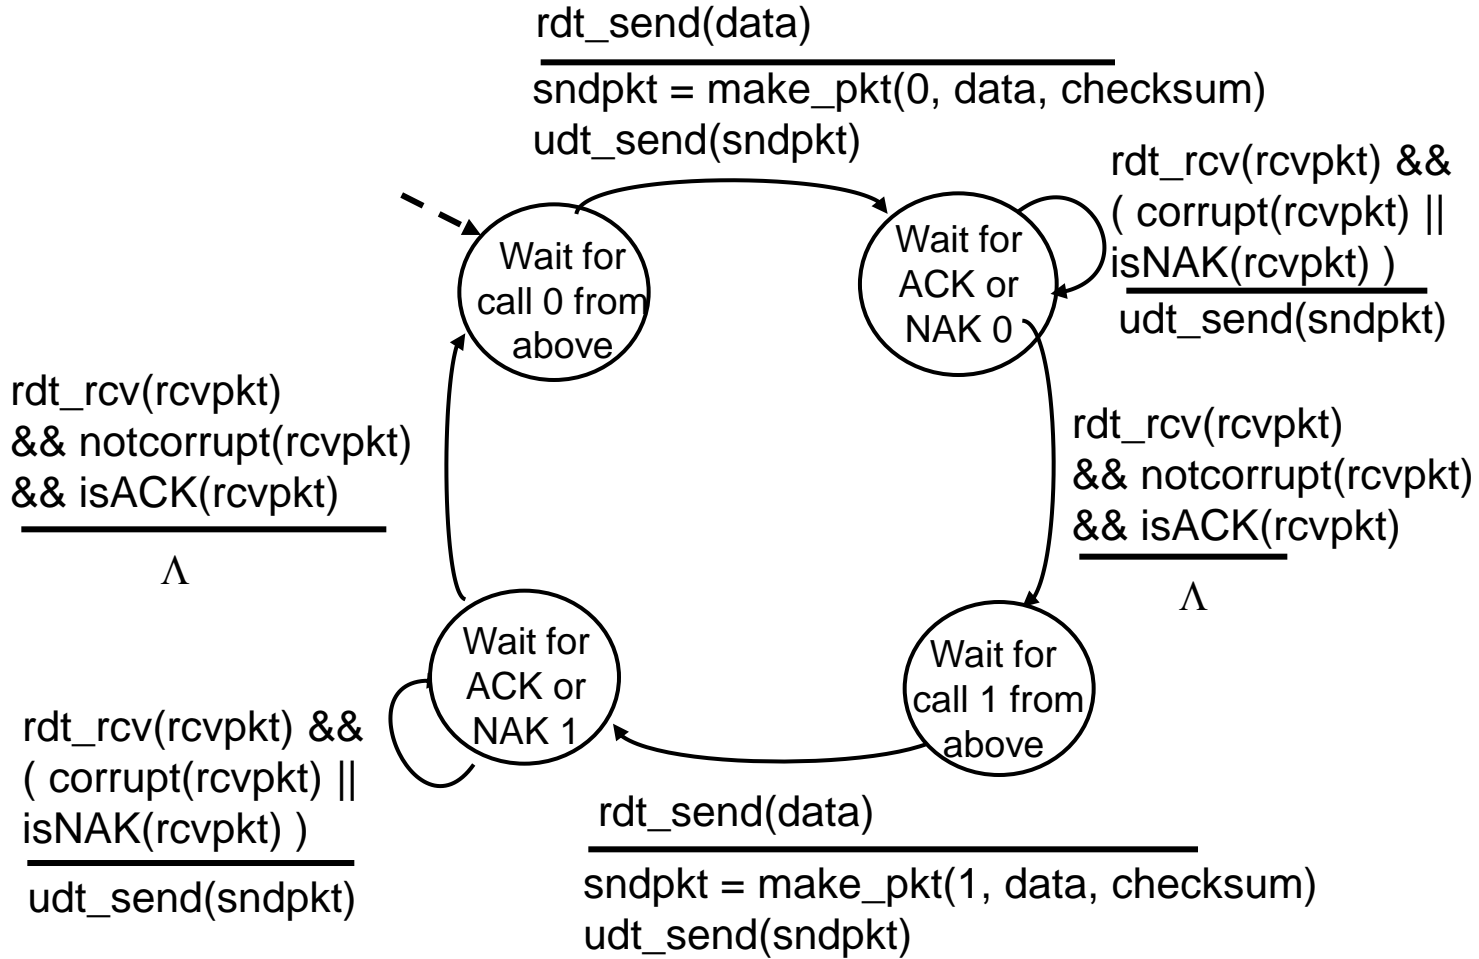 rdt_send(data)
sndpkt = make_pkt(0, data, checksum)
udt_send(sndpkt)
rdt_rcv(rcvpkt) &&
( corrupt(rcvpkt) ||
isNAK(rcvpkt) )
udt_send(sndpkt)
Wait for
call 0 from
above
Wait for
ACK or
NAK 0
rdt_rcv(rcvpkt)
&& notcorrupt(rcvpkt)
&& isACK(rcvpkt)
Λ
rdt_rcv(rcvpkt)
&& notcorrupt(rcvpkt)
&& isACK(rcvpkt)
Λ
Wait for
ACK or
NAK 1
Wait for
call 1 from
above
rdt_rcv(rcvpkt) &&
( corrupt(rcvpkt) ||
isNAK(rcvpkt) )
udt_send(sndpkt)
rdt_send(data)
sndpkt = make_pkt(1, data, checksum)
udt_send(sndpkt)